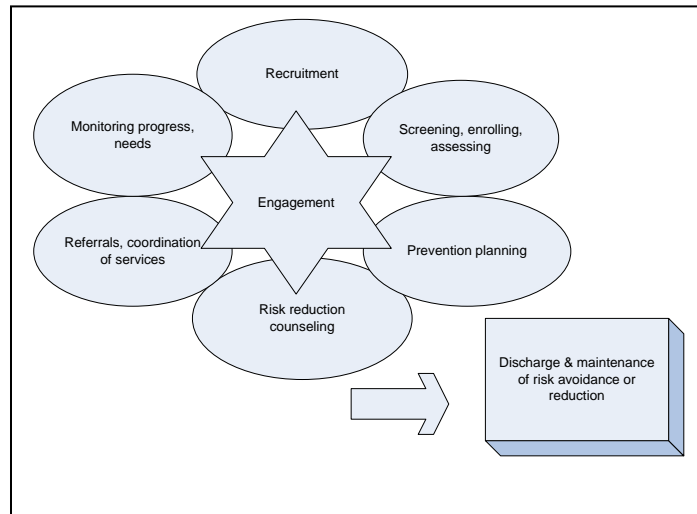 Recruitment
Screening, enrolling,
assessing
Prevention planning
Risk reduction
counseling
Referrals, coordination
of services
Monitoring progress,
needs
Engagement
Discharge & maintenance
of risk avoidance or
reduction